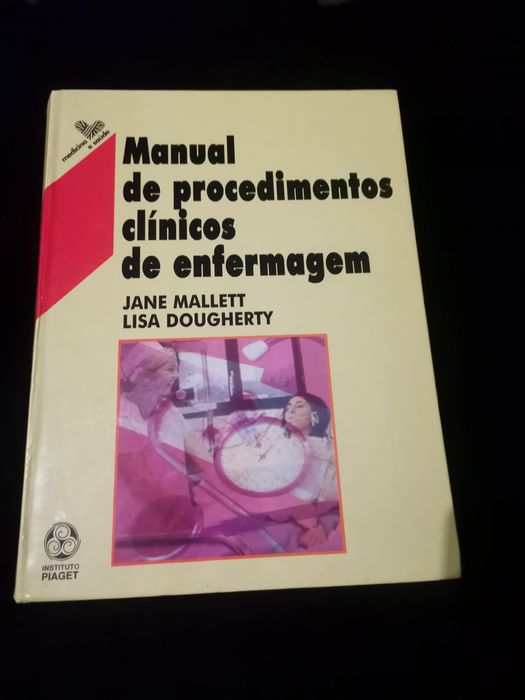 medicina e saúde
Manual
de procedimentos
clínicos
de enfermagem
JANE MALLETT
LISA DOUGHERTY
INSTITUTO
PIAGET